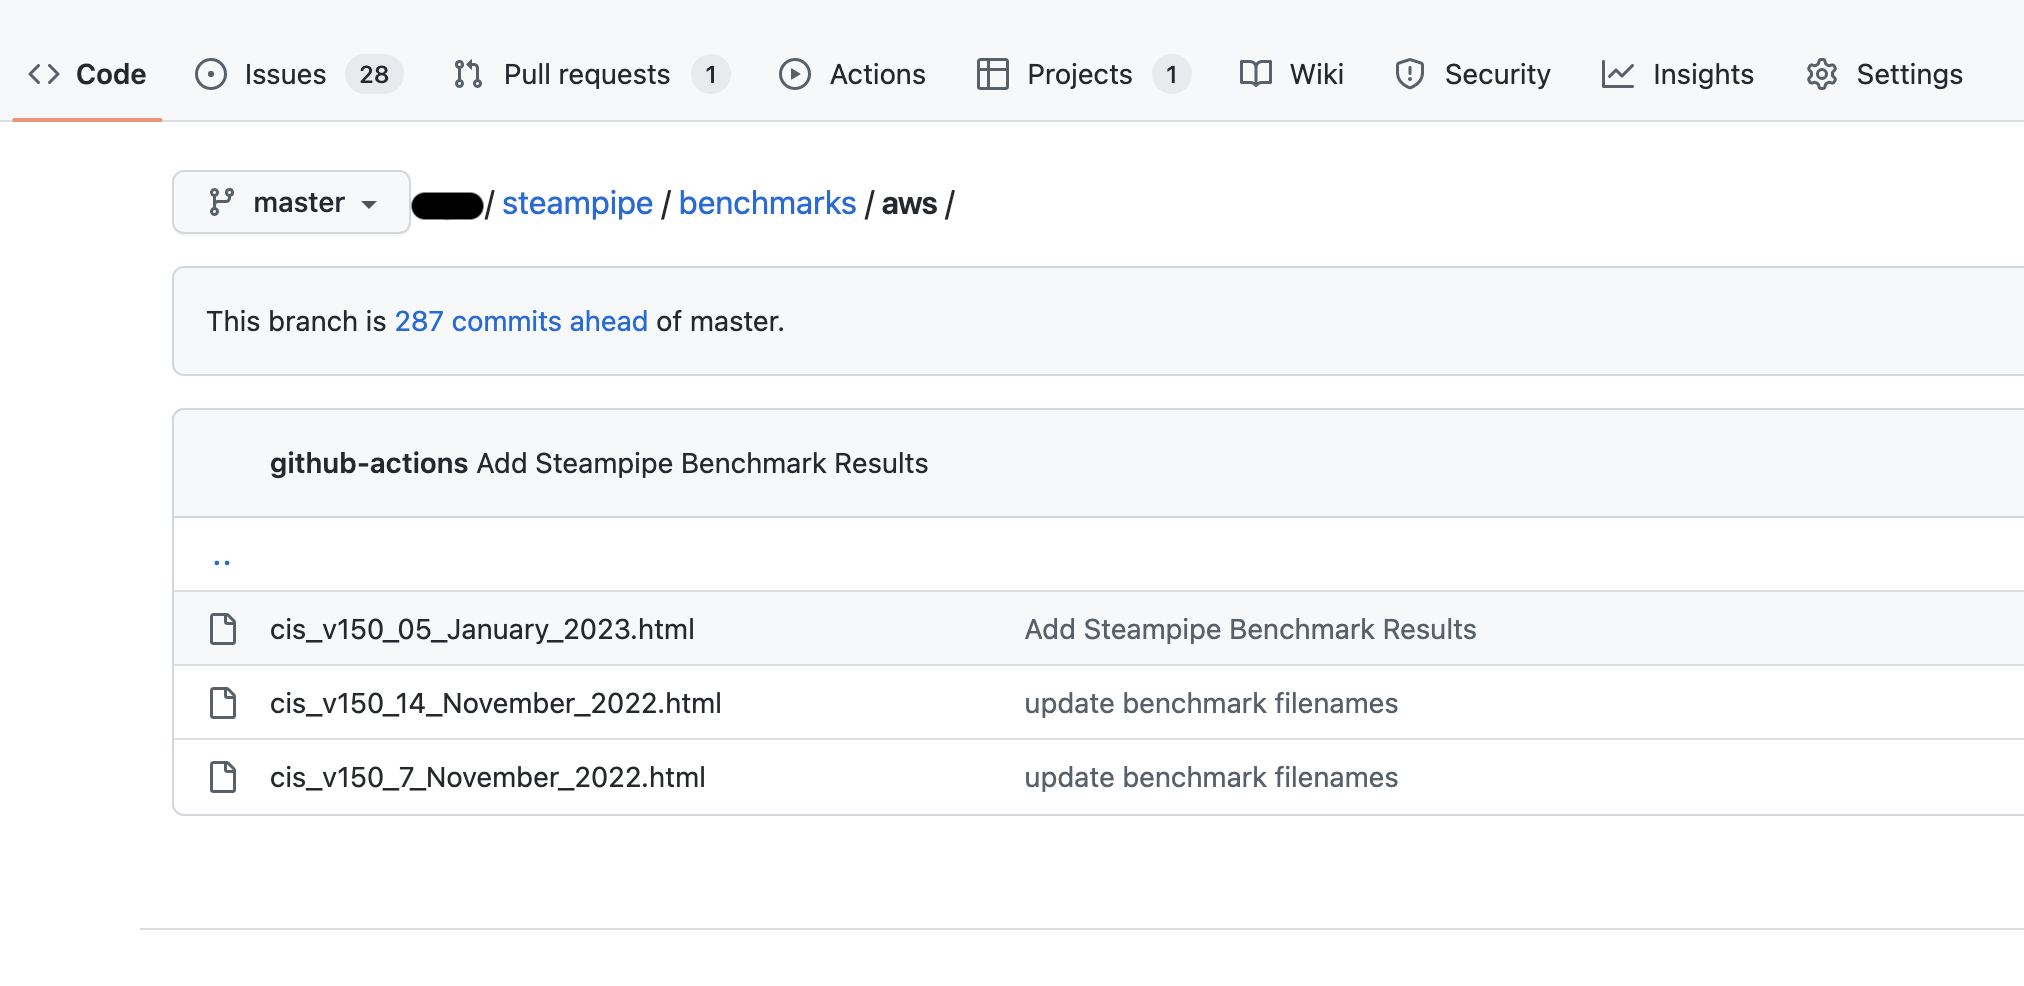 Code Issues 28 Pull requests 1 Actions Projects 1 Wiki Security Insights Settings
master / steampipe / benchmarks / aws /
This branch is 287 commits ahead of master.
github-actions Add Steampipe Benchmark Results
..
cis_v150_05_January_2023.html Add Steampipe Benchmark Results
cis_v150_14_November_2022.html update benchmark filenames
cis_v150_7_November_2022.html update benchmark filenames